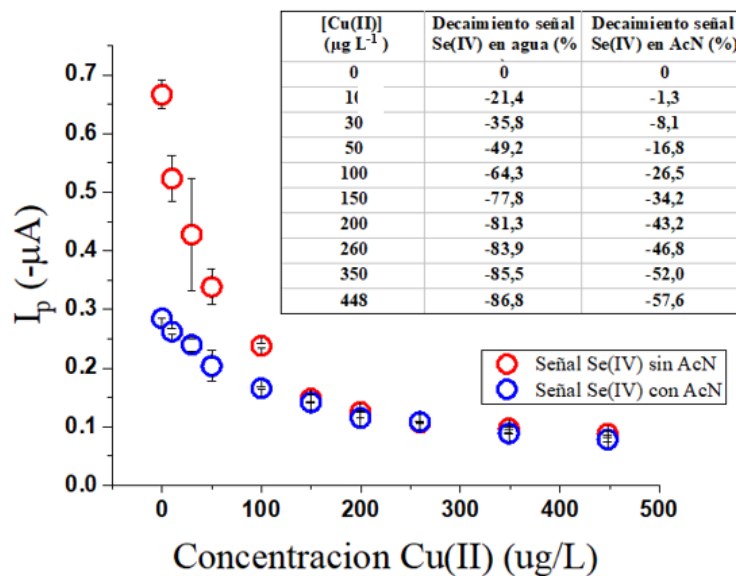 [Cu(II)] Decaimiento señal Decaimiento señal
(µg L-1 ) Se(IV) en agua (% Se(IV) en AcN (%)
0 0 0
10 -21,4 -1,3
30 -35,8 -8,1
50 -49,2 -16,8
100 -64,3 -26,5
150 -77,8 -34,2
200 -81,3 -43,2
260 -83,9 -46,8
350 -85,5 -52,0
448 -86,8 -57,6
Señal Se(IV) sin AcN
Señal Se(IV) con AcN
0.7
0.6
0.5
0.4
0.3
0.2
0.1
0.0
Ip (-µA)
0 100 200 300 400 500
Concentracion Cu(II) (ug/L)